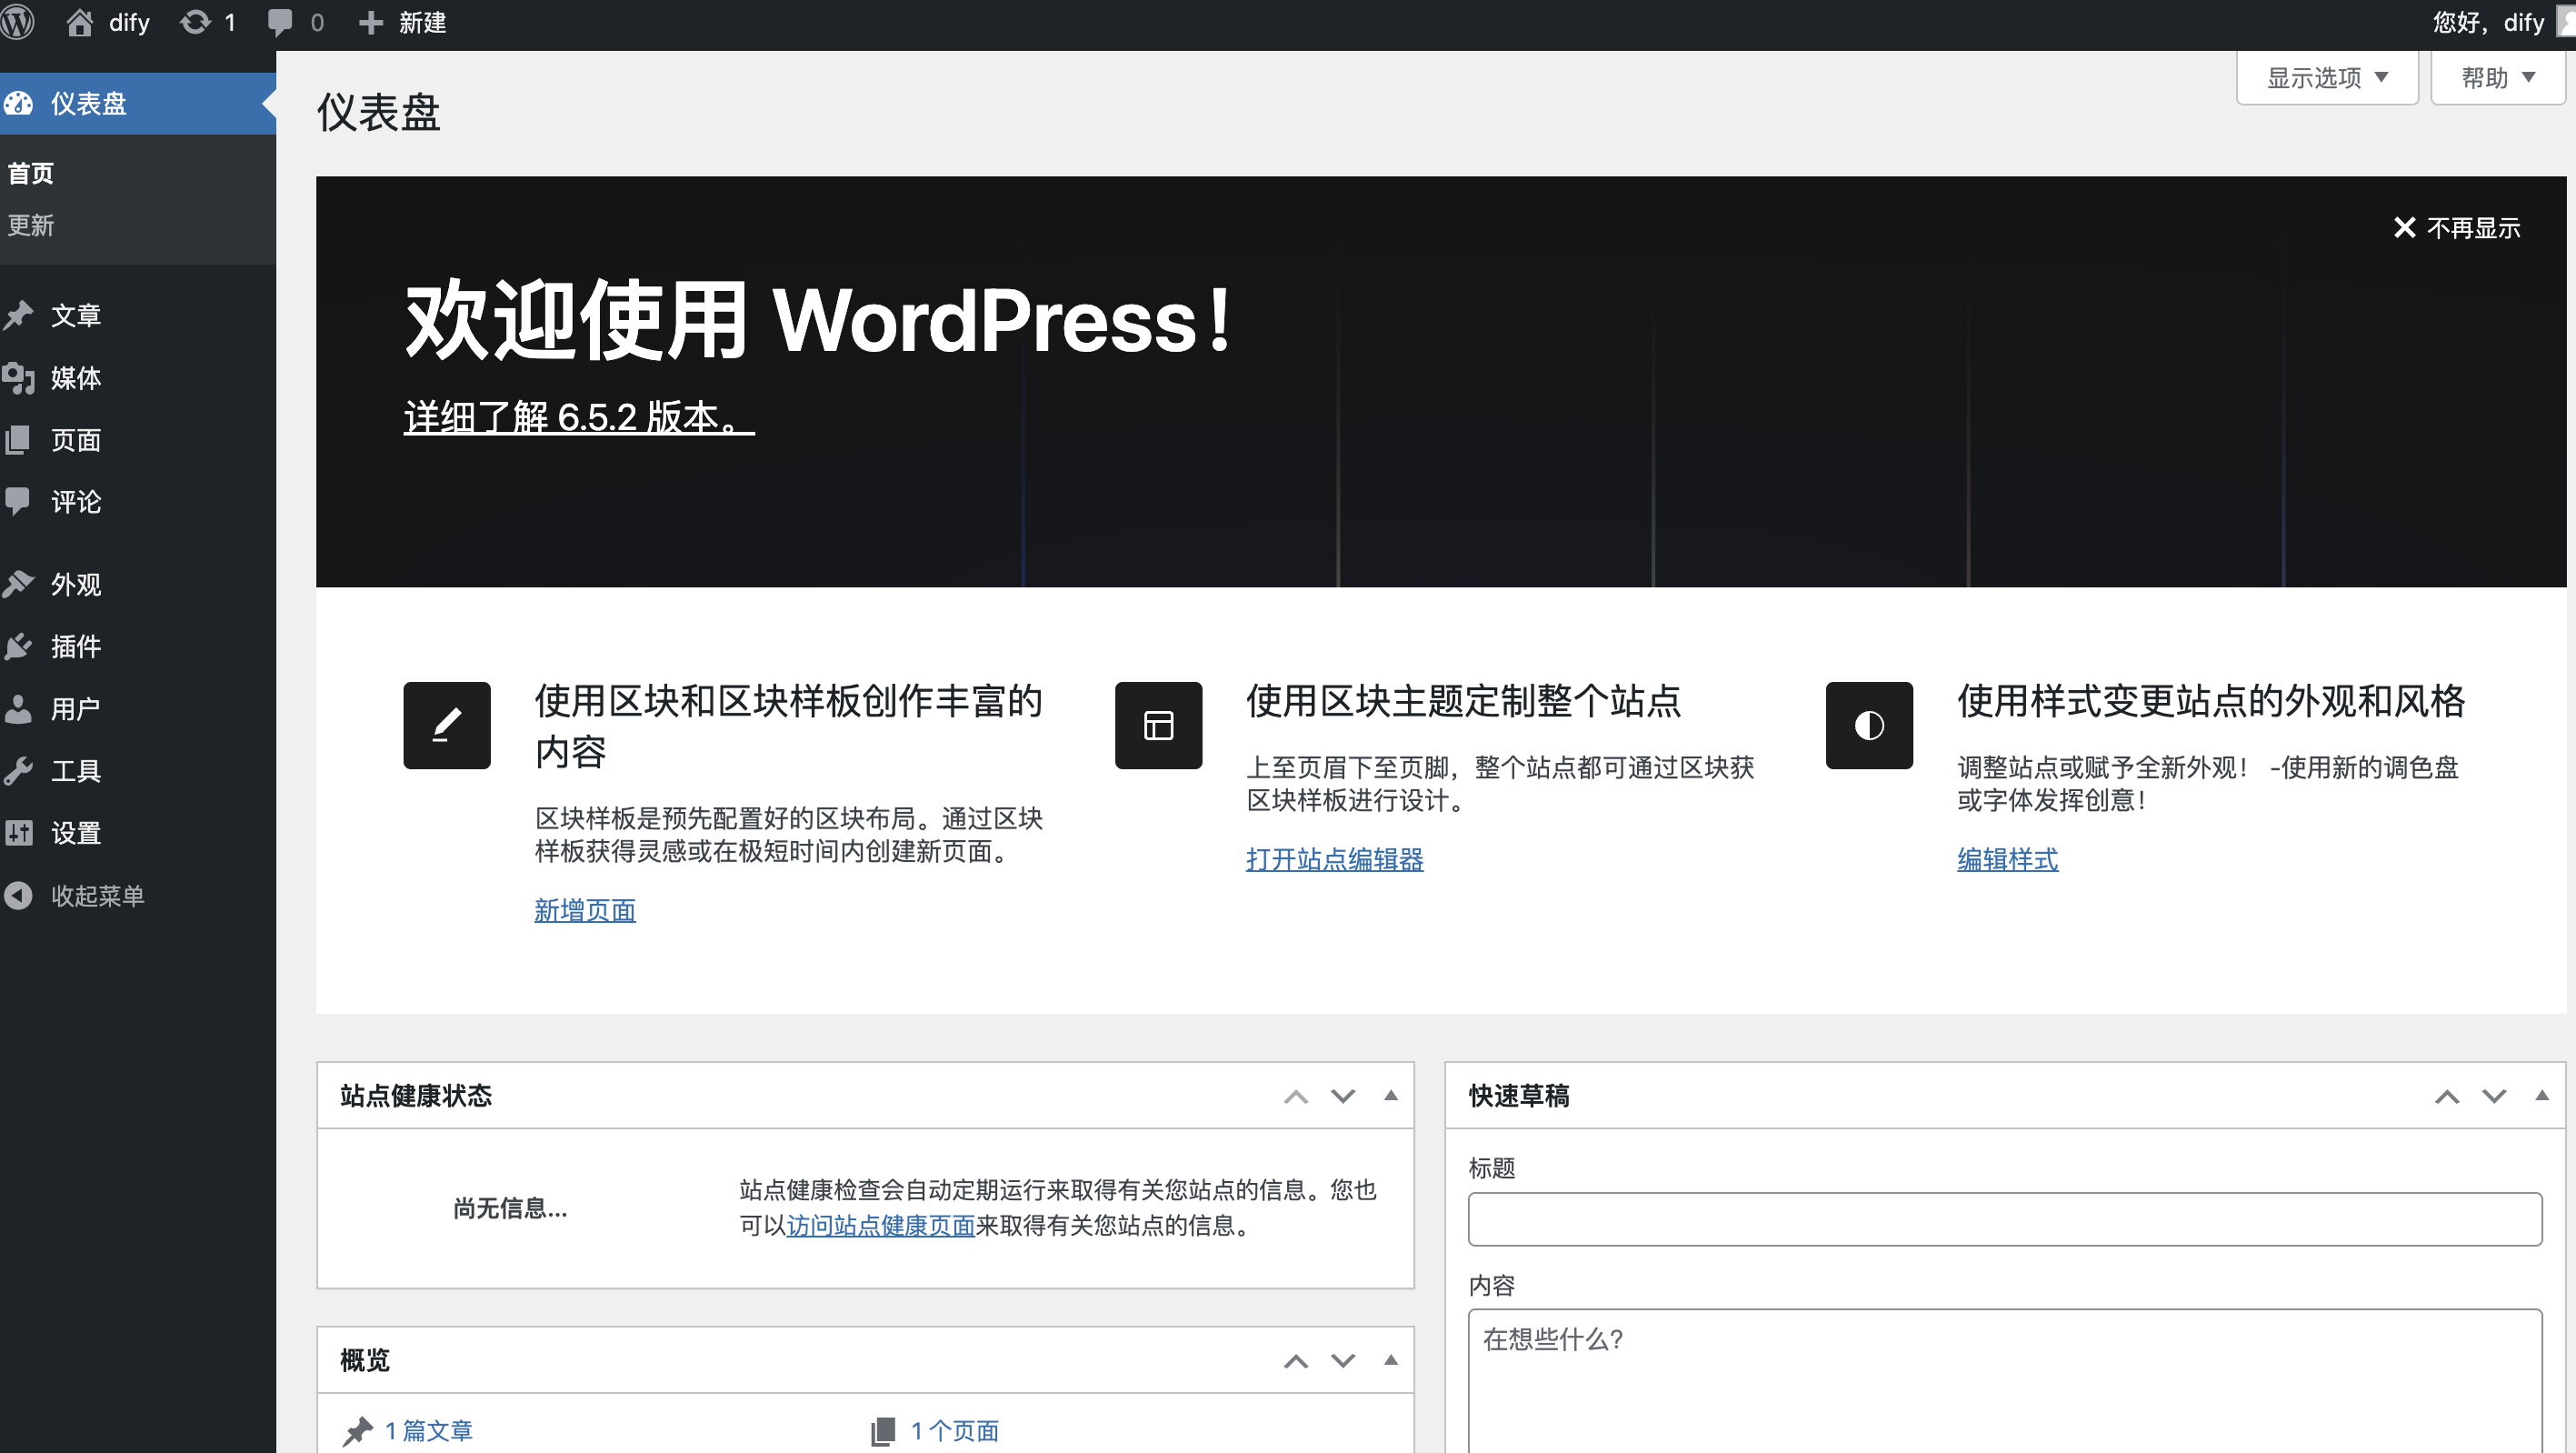 dify 1 0 新建 您好，dify
仪表盘
首页
更新
文章
媒体
页面
评论
外观
插件
用户
工具
设置
收起菜单
显示选项 帮助
仪表盘
不再显示
欢迎使用 WordPress！
详细了解 6.5.2 版本。
使用区块和区块样板创作丰富的
内容
区块样板是预先配置好的区块布局。通过区块
样板获得灵感或在极短时间内创建新页面。
新增页面
使用区块主题定制整个站点
上至页眉下至页脚，整个站点都可通过区块获
区块样板进行设计。
打开站点编辑器
使用样式变更站点的外观和风格
调整站点或赋予全新外观！ -使用新的调色盘
或字体发挥创意！
编辑样式
站点健康状态
尚无信息...
站点健康检查会自动定期运行来取得有关您站点的信息。您也
可以访问站点健康页面来取得有关您站点的信息。
概览
1 篇文章
1 个页面
快速草稿
标题
内容
在想些什么？